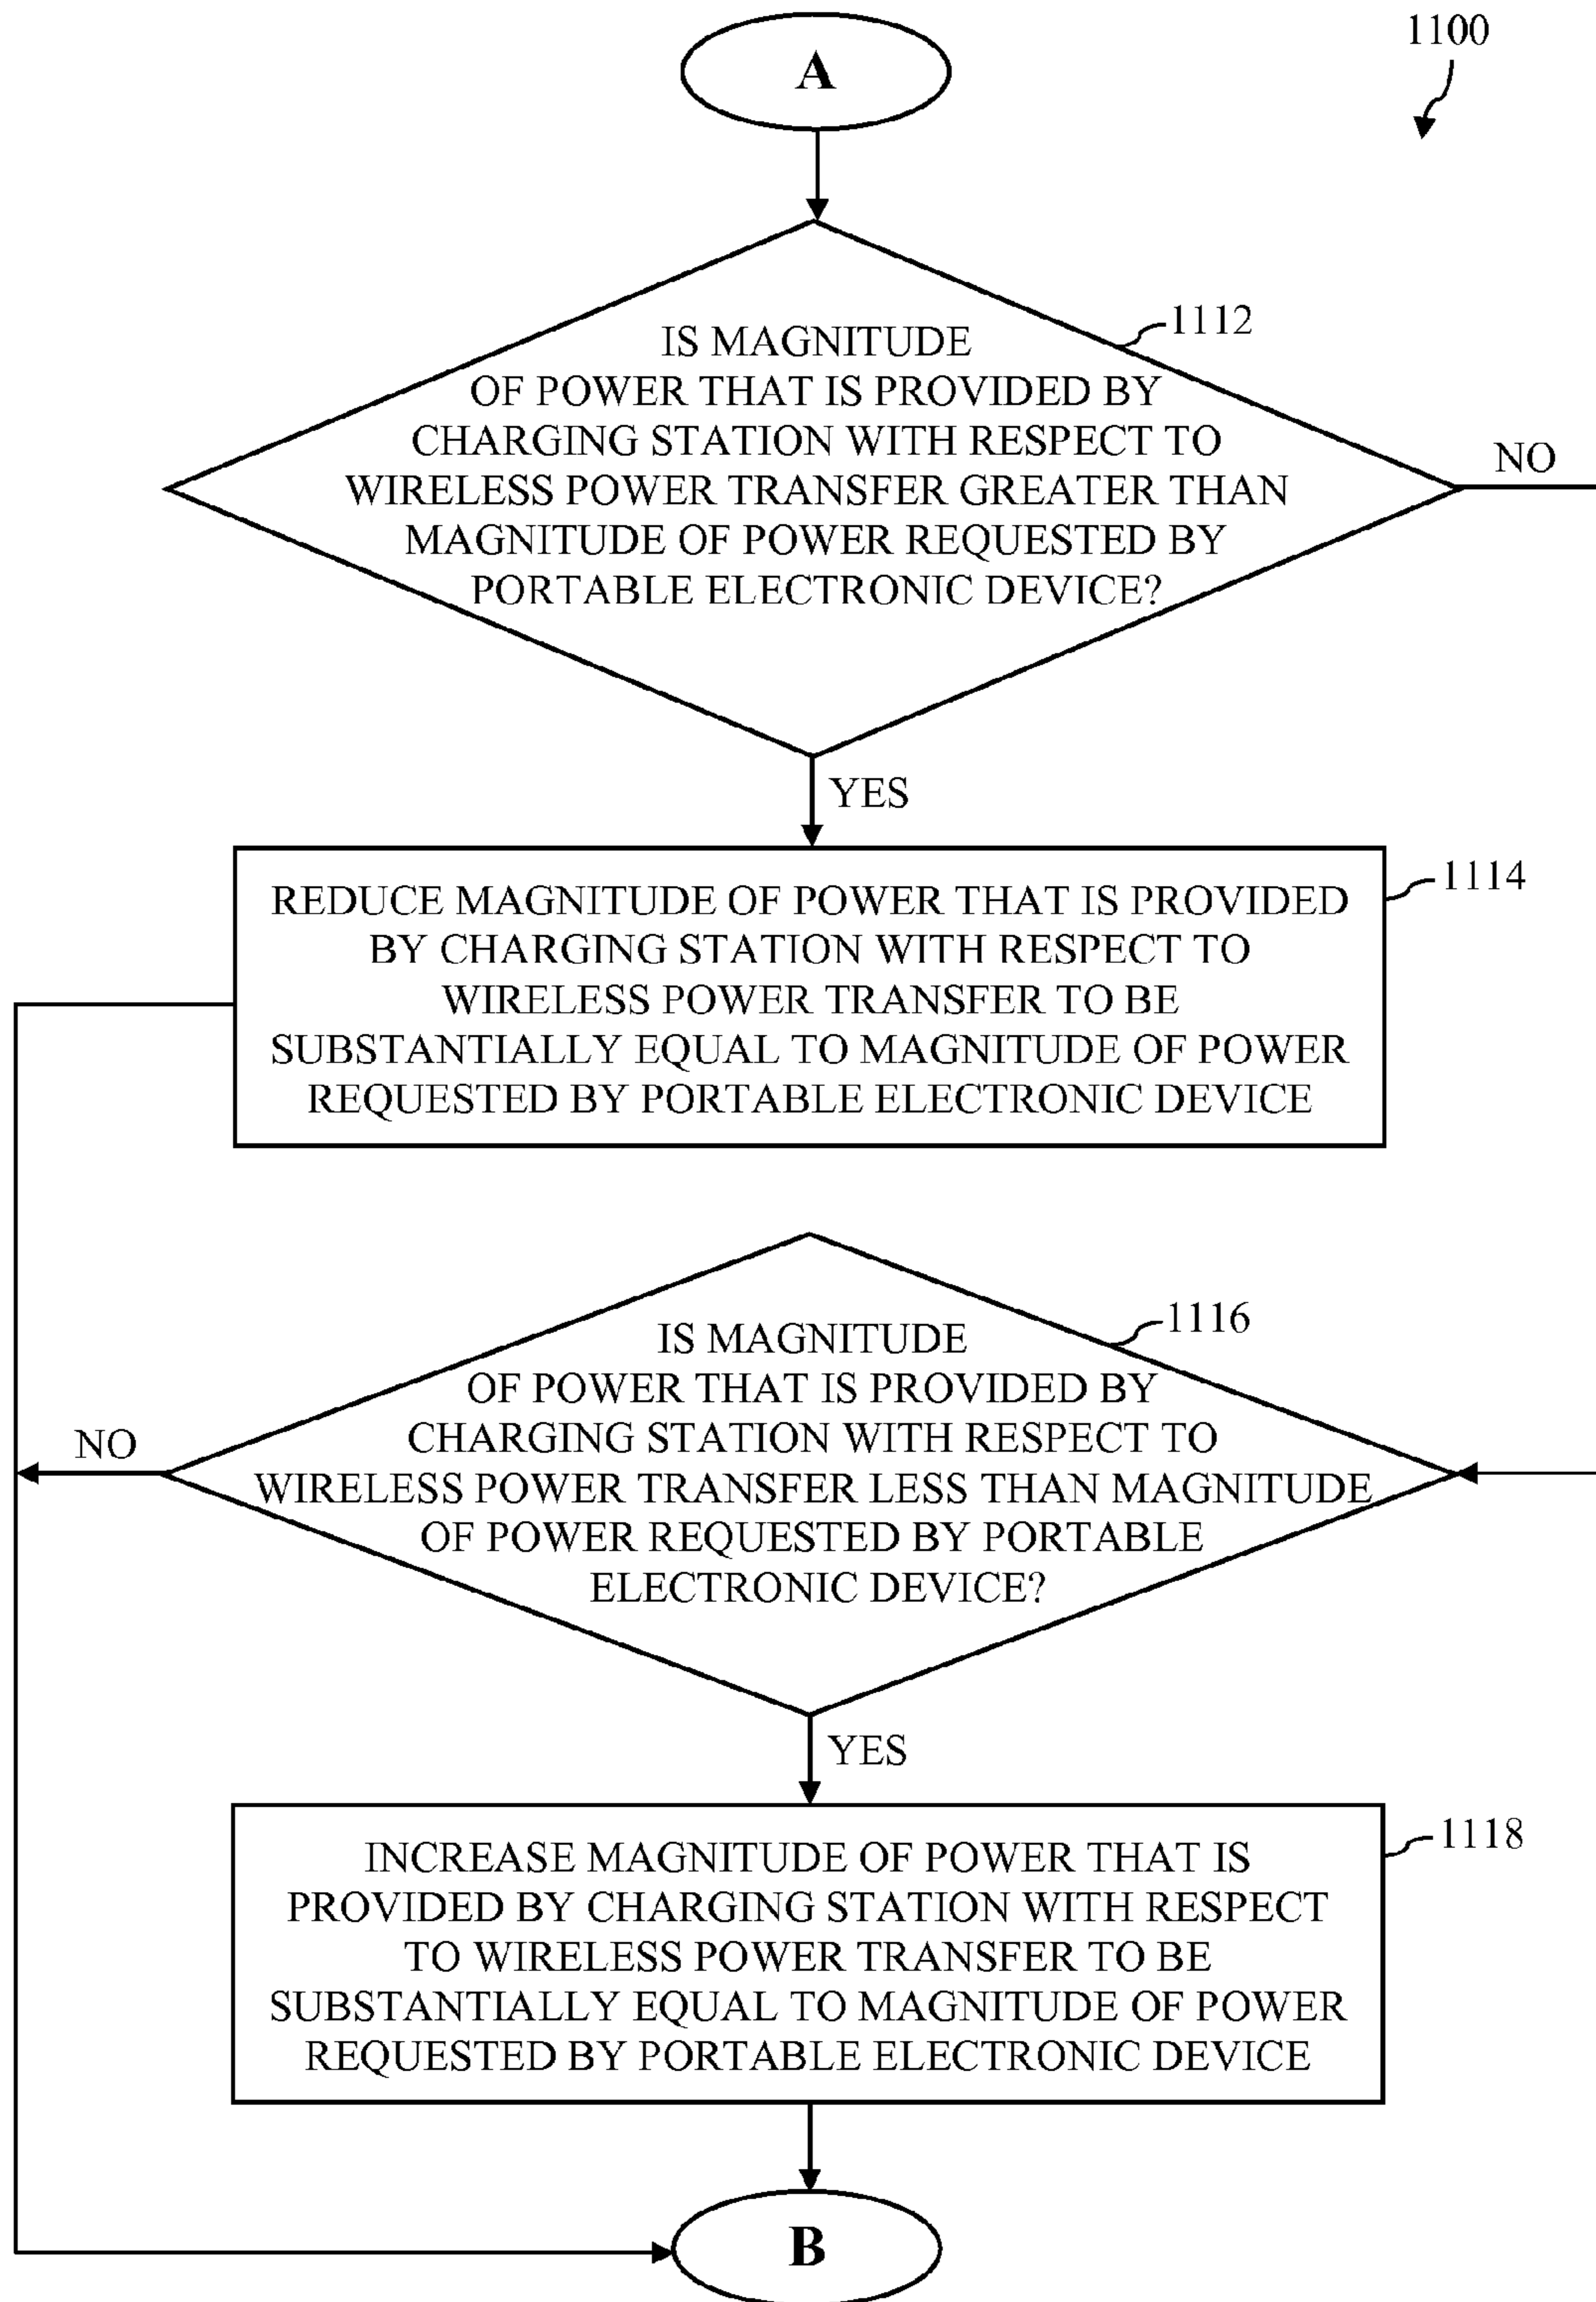 A
1100
IS MAGNITUDE
OF POWER THAT IS PROVIDED BY
CHARGING STATION WITH RESPECT TO
WIRELESS POWER TRANSFER GREATER THAN
MAGNITUDE OF POWER REQUESTED BY
PORTABLE ELECTRONIC DEVICE?
1112
NO
YES
REDUCE MAGNITUDE OF POWER THAT IS PROVIDED
BY CHARGING STATION WITH RESPECT TO
WIRELESS POWER TRANSFER TO BE
SUBSTANTIALLY EQUAL TO MAGNITUDE OF POWER
REQUESTED BY PORTABLE ELECTRONIC DEVICE
1114
IS MAGNITUDE
OF POWER THAT IS PROVIDED BY
CHARGING STATION WITH RESPECT TO
WIRELESS POWER TRANSFER LESS THAN MAGNITUDE
OF POWER REQUESTED BY PORTABLE
ELECTRONIC DEVICE?
1116
NO
YES
INCREASE MAGNITUDE OF POWER THAT IS
PROVIDED BY CHARGING STATION WITH RESPECT
TO WIRELESS POWER TRANSFER TO BE
SUBSTANTIALLY EQUAL TO MAGNITUDE OF POWER
REQUESTED BY PORTABLE ELECTRONIC DEVICE
1118
B